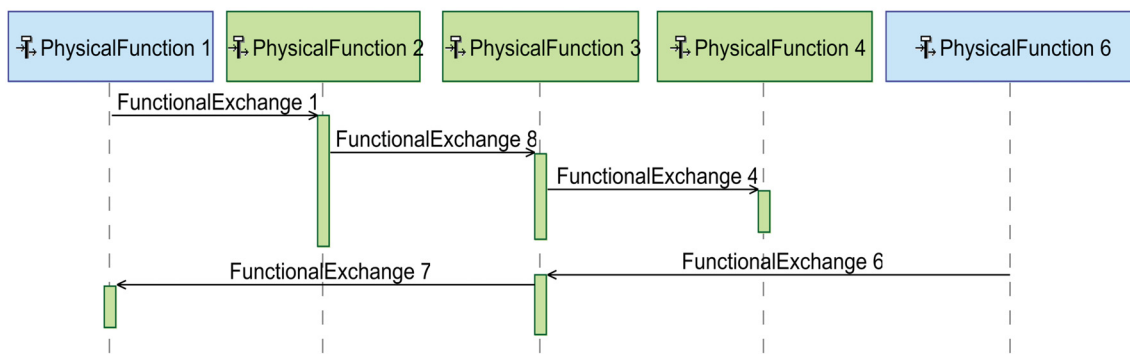 PhysicalFunction 1
PhysicalFunction 2
PhysicalFunction 3
PhysicalFunction 4
PhysicalFunction 6
FunctionalExchange 1
FunctionalExchange 8
FunctionalExchange 4
FunctionalExchange 6
FunctionalExchange 7